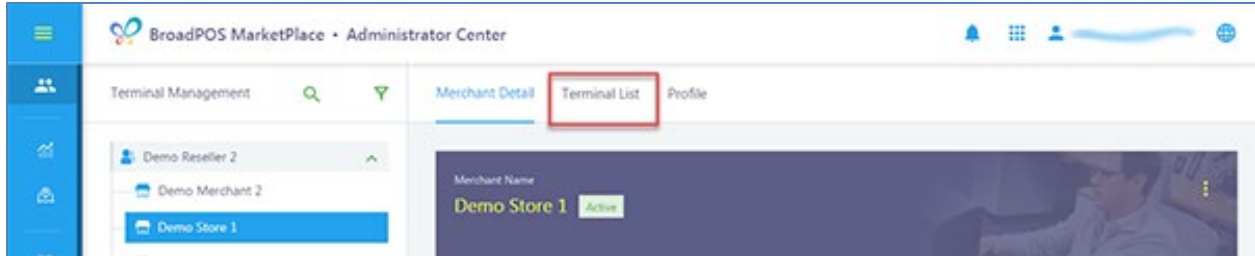 BroadPOS MarketPlace • Administrator Center
Terminal Management
Merchant Detail Terminal List Profile
Demo Reseller 2
Demo Merchant 2
Demo Store 1
Merchant Name
Demo Store 1 Active